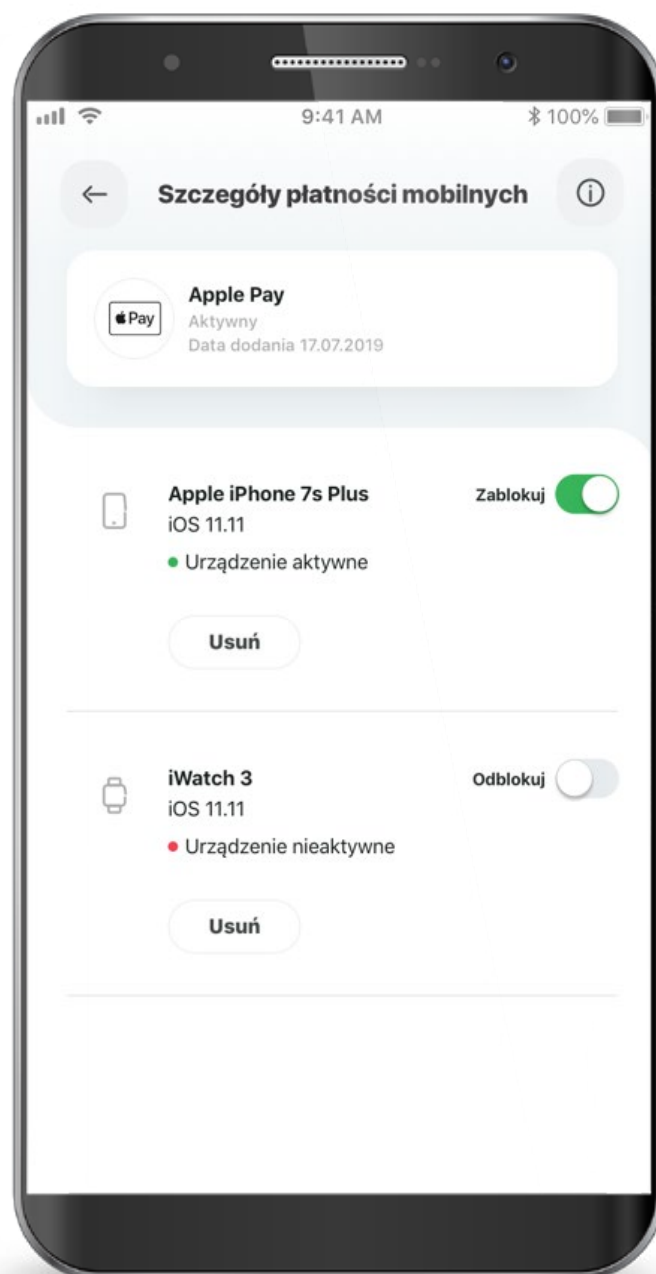 9:41 AM
100%
Szczegóły płatności mobilnych
Pay
Apple Pay
Aktywny
Data dodania 17.07.2019
Apple iPhone 7s Plus
Zablokuj
iOS 11.11
Urządzenie aktywne
Usuń
iWatch 3
Odblokuj
iOS 11.11
Urządzenie nieaktywne
Usuń